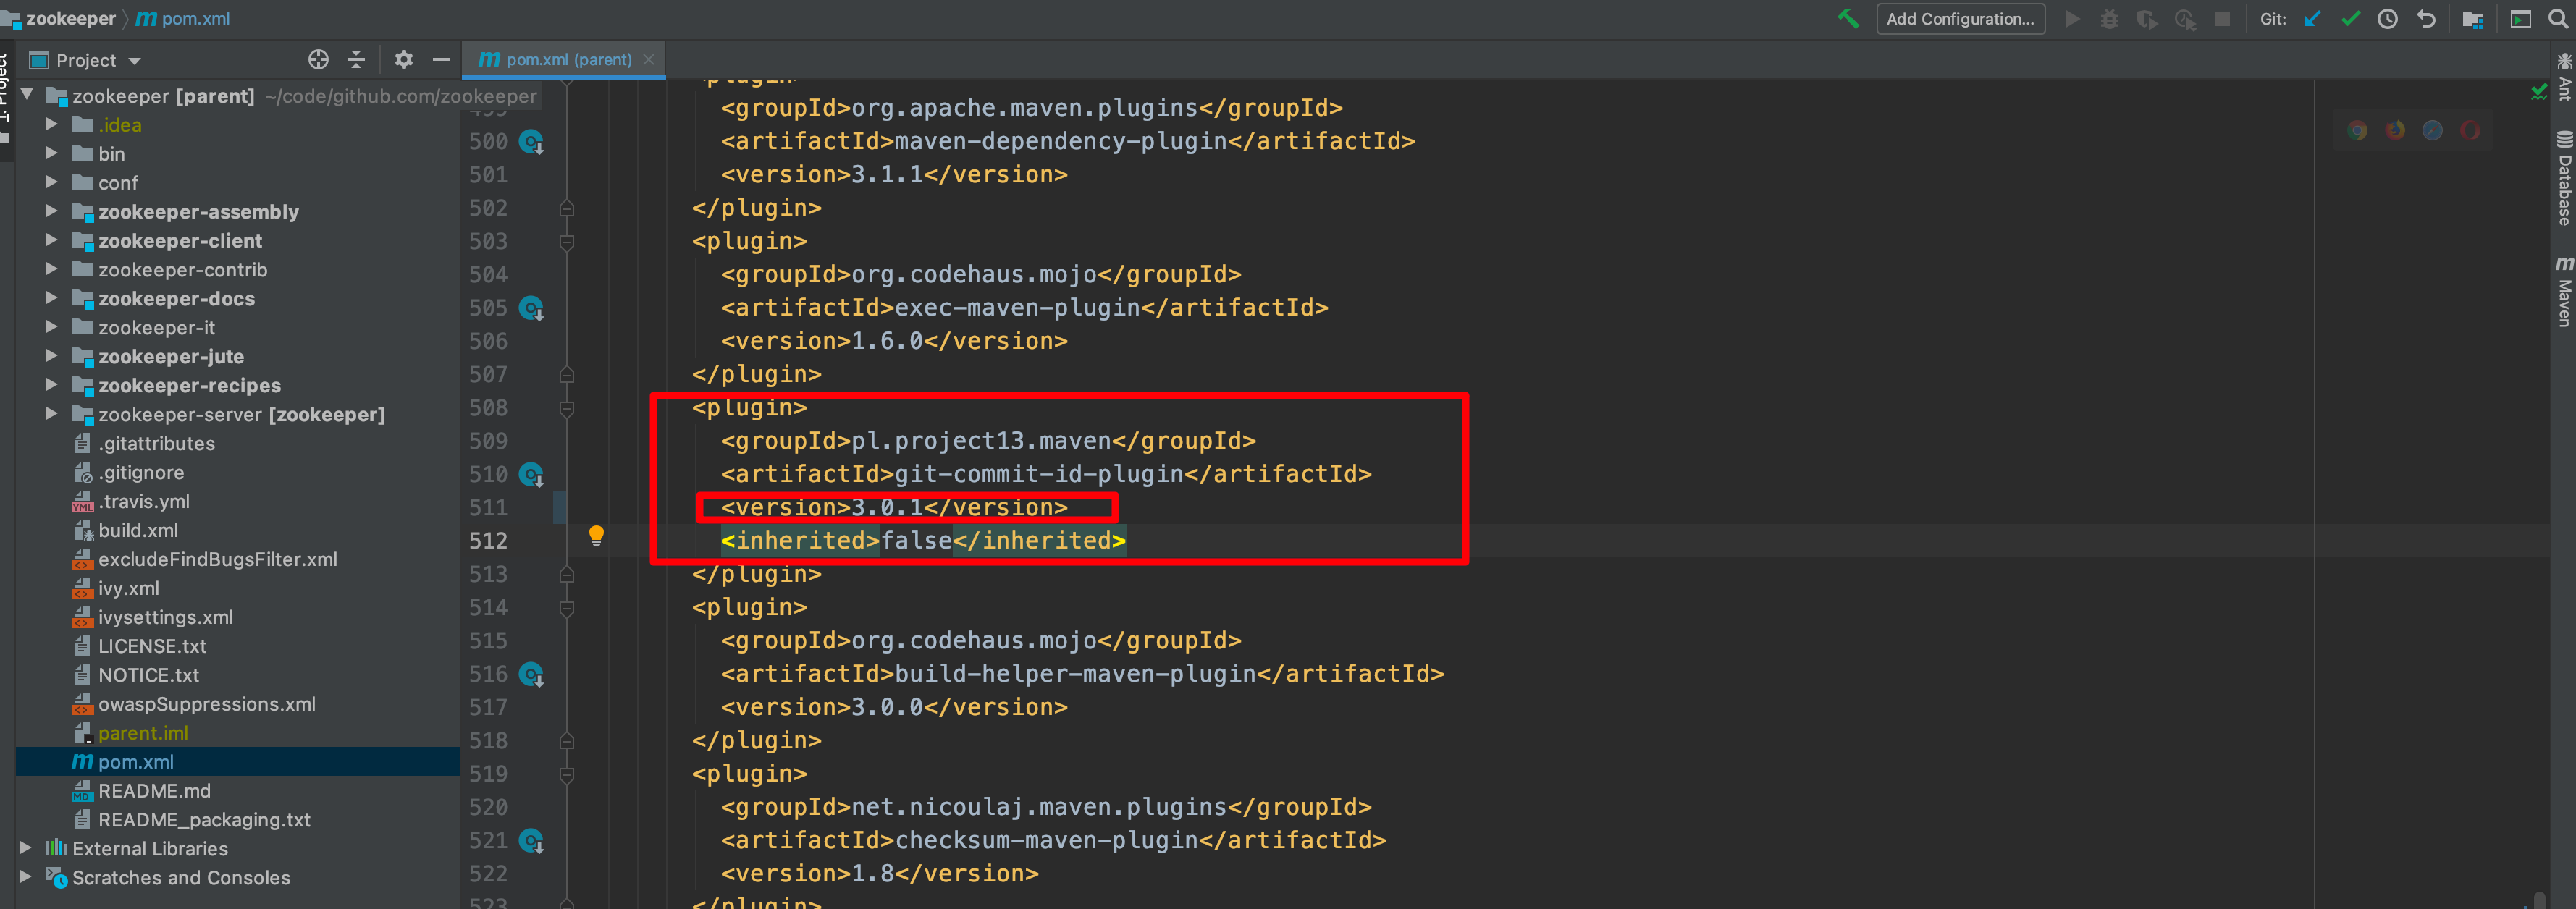 zookeeper
pom.xml
Add Configuration...
Git:
1: Project
Project
pom.xml (parent)
zookeeper [parent] ~/code/github.com/zookeeper
.idea
bin
conf
zookeeper-assembly
zookeeper-client
zookeeper-contrib
zookeeper-docs
zookeeper-it
zookeeper-jute
zookeeper-recipes
zookeeper-server [zookeeper]
.gitattributes
.gitignore
.travis.yml
build.xml
excludeFindBugsFilter.xml
ivy.xml
ivysettings.xml
LICENSE.txt
NOTICE.txt
owaspSuppressions.xml
parent.iml
pom.xml
README.md
README_packaging.txt
External Libraries
Scratches and Consoles
<plugin>
499 <groupId>org.apache.maven.plugins</groupId>
500 <artifactId>maven-dependency-plugin</artifactId>
501 <version>3.1.1</version>
502 </plugin>
503 <plugin>
504 <groupId>org.codehaus.mojo</groupId>
505 <artifactId>exec-maven-plugin</artifactId>
506 <version>1.6.0</version>
507 </plugin>
508 <plugin>
509 <groupId>pl.project13.maven</groupId>
510 <artifactId>git-commit-id-plugin</artifactId>
511 <version>3.0.1</version>
512 <inherited>false</inherited>
513 </plugin>
514 <plugin>
515 <groupId>org.codehaus.mojo</groupId>
516 <artifactId>build-helper-maven-plugin</artifactId>
517 <version>3.0.0</version>
518 </plugin>
519 <plugin>
520 <groupId>net.nicoulaj.maven.plugins</groupId>
521 <artifactId>checksum-maven-plugin</artifactId>
522 <version>1.8</version>
523 </plugin>
Ant
Database
Maven